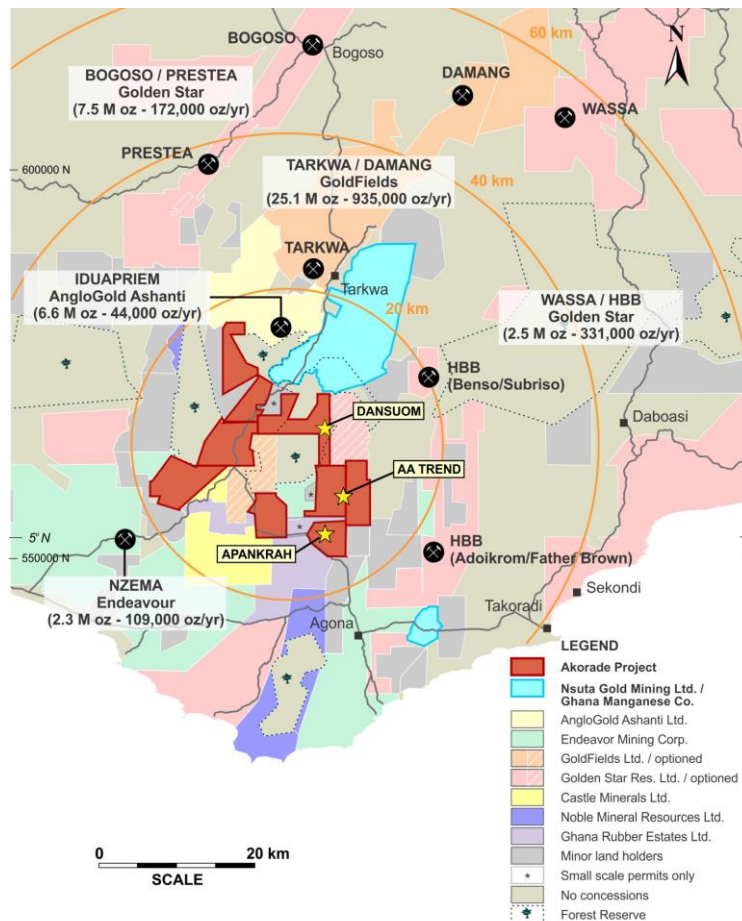 60 km
N
BOGOSO
Bogoso
BOGOSO / PRESTEA
Golden Star
(7.5 M oz - 172,000 oz/yr)
DAMANG
WASSA
PRESTEA
600000 N
TARKWA / DAMANG
GoldFields
(25.1 M oz - 935,000 oz/yr)
40 km
TARKWA
Tarkwa
IDUAPRIEM
AngloGold Ashanti
(6.6 M oz - 44,000 oz/yr)
20 km
WASSA / HBB
Golden Star
(2.5 M oz - 331,000 oz/yr)
HBB
(Benso/Subriso)
*
DANSUOM
Daboasi
AA TREND
*
*
5° N
550000 N
APANKRAH
HBB
(Adoikrom/Father Brown)
NZEMA
Endeavour
(2.3 M oz - 109,000 oz/yr)
Sekondi
Takoradi
Agona
LEGEND
Akorade Project
Nsuta Gold Mining Ltd. /
Ghana Manganese Co.
AngloGold Ashanti Ltd.
Endeavor Mining Corp.
GoldFields Ltd. / optioned
Golden Star Res. Ltd. / optioned
Castle Minerals Ltd.
Noble Mineral Resources Ltd.
Ghana Rubber Estates Ltd.
Minor land holders
* Small scale permits only
No concessions
Forest Reserve
0 20 km
SCALE